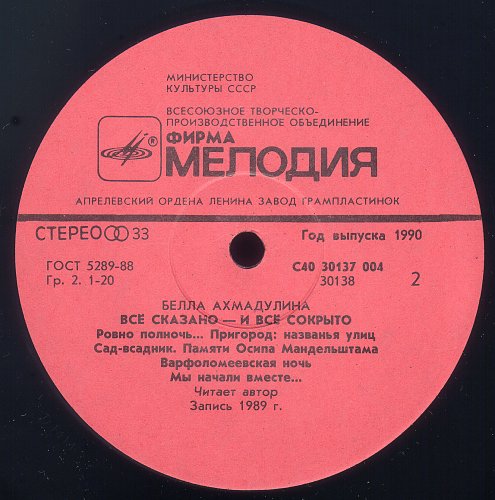 МИНИСТЕРСТВО
КУЛЬТУРЫ СССР
ВСЕСОЮЗНОЕ ТВОРЧЕСКО-
ПРОИЗВОДСТВЕННОЕ ОБЪЕДИНЕНИЕ
®
ФИРМА
МЕЛОДИЯ
АПРЕЛЕВСКИЙ ОРДЕНА ЛЕНИНА ЗАВОД ГРАМПЛАСТИНОК
СТЕРЕО 33
Год выпуска 1990
ГОСТ 5289-88
Гр. 2. 1-20
С40 30137 004
30138
2
БЕЛЛА АХМАДУЛИНА
ВСЁ СКАЗАНО — И ВСЁ СОКРЫТО
Ровно полночь... Пригород: названья улиц
Сад-всадник. Памяти Осипа Мандельштама
Варфоломеевская ночь
Мы начали вместе...
Читает автор
Запись 1989 г.